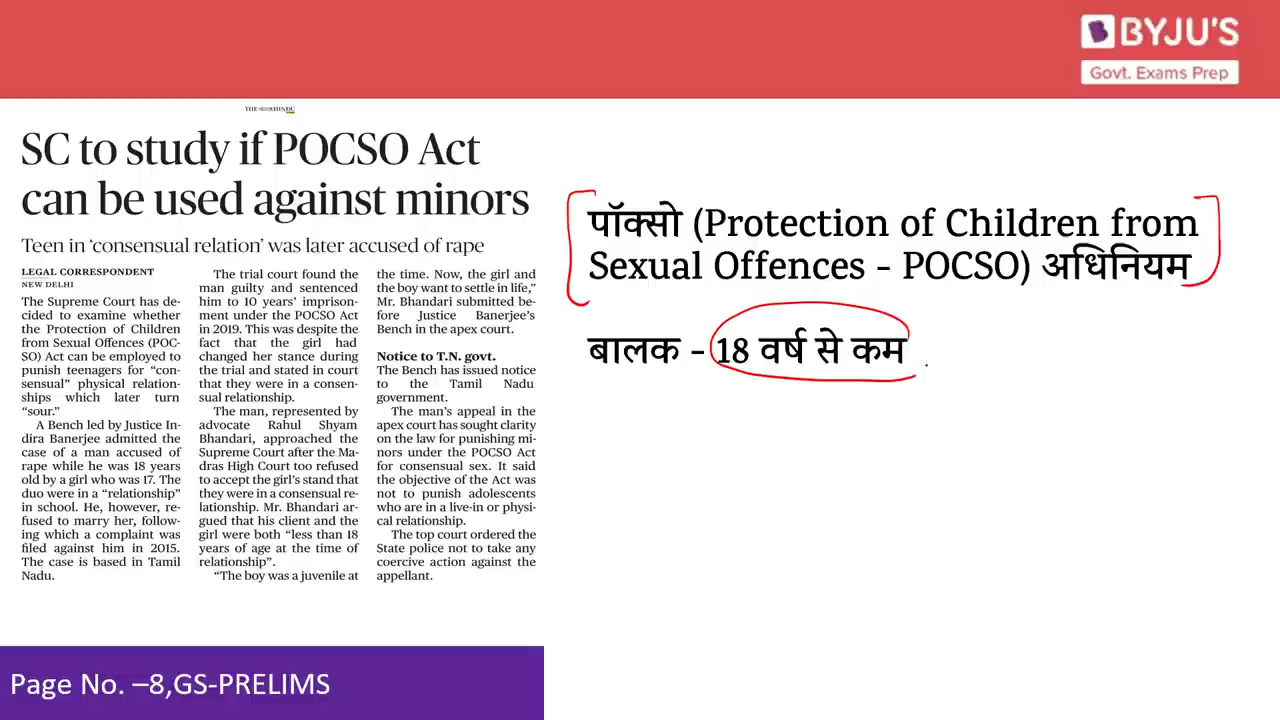 BYJU'S
Govt. Exams Prep
THE HINDU
SC to study if POCSO Act
can be used against minors
Teen in ‘consensual relation’ was later accused of rape
LEGAL CORRESPONDENT
NEW DELHI
The Supreme Court has de-
cided to examine whether
the Protection of Children
from Sexual Offences (POC-
SO) Act can be employed to
punish teenagers for “con-
sensual” physical relation-
ships which later turn
“sour.”
A Bench led by Justice In-
dira Banerjee admitted the
case of a man accused of
rape while he was 18 years
old by a girl who was 17. The
duo were in a “relationship”
in school. He, however, re-
fused to marry her, follow-
ing which a complaint was
filed against him in 2015.
The case is based in Tamil
Nadu.
The trial court found the
man guilty and sentenced
him to 10 years’ imprison-
ment under the POCSO Act
in 2019. This was despite the
fact that the girl had
changed her stance during
the trial and stated in court
that they were in a consen-
sual relationship.
The man, represented by
advocate Rahul Shyam
Bhandari, approached the
Supreme Court after the Ma-
dras High Court too refused
to accept the girl’s stand that
they were in a consensual re-
lationship. Mr. Bhandari ar-
gued that his client and the
girl were both “less than 18
years of age at the time of
relationship”.
“The boy was a juvenile at
the time. Now, the girl and
the boy want to settle in life,”
Mr. Bhandari submitted be-
fore Justice Banerjee’s
Bench in the apex court.
Notice to T.N. govt.
The Bench has issued notice
to the Tamil Nadu
government.
The man’s appeal in the
apex court has sought clarity
on the law for punishing mi-
nors under the POCSO Act
for consensual sex. It said
the objective of the Act was
not to punish adolescents
who are in a live-in or physi-
cal relationship.
The top court ordered the
State police not to take any
coercive action against the
appellant.
पॉक्सो (Protection of Children from
Sexual Offences - POCSO) अधिनियम
बालक - 18 वर्ष से कम
Page No. –8,GS-PRELIMS